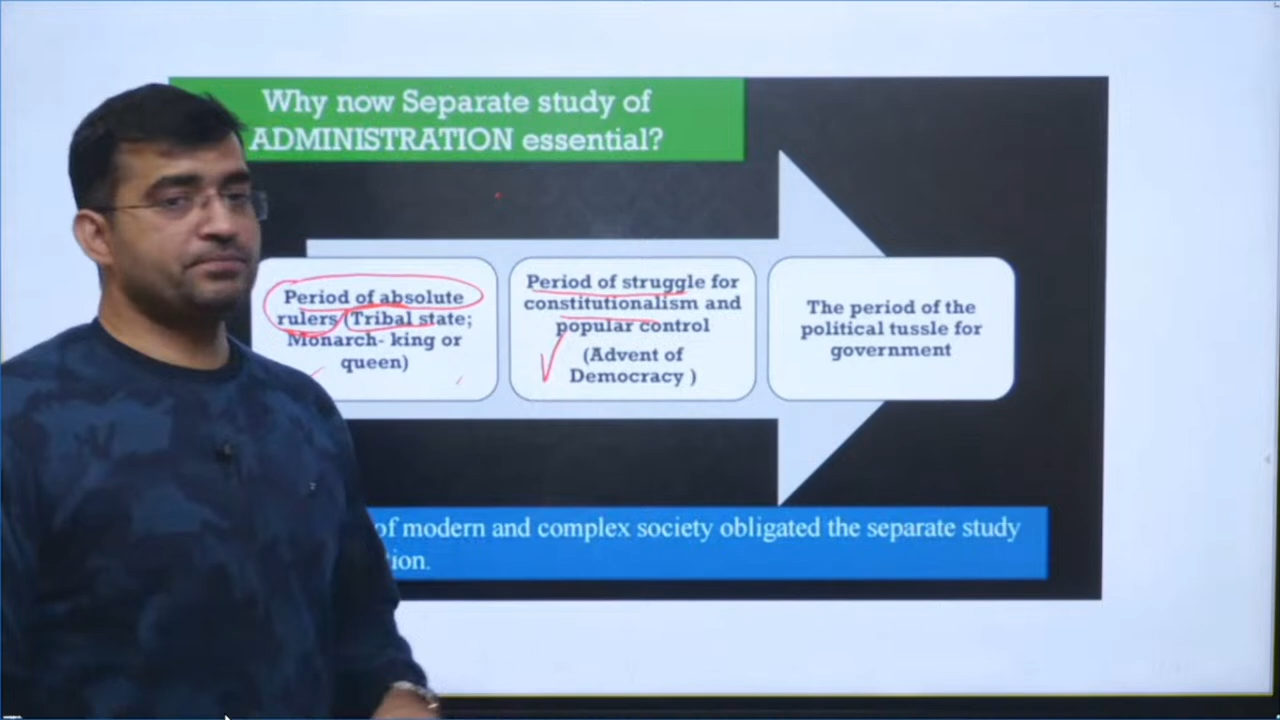 Why now Separate study of
ADMINISTRATION essential?
Period of absolute
rulers (Tribal state;
Monarch- king or
queen)
Period of struggle for
constitutionalism and
popular control
(Advent of
Democracy )
The period of the
political tussle for
government
of modern and complex society obligated the separate study
ion.